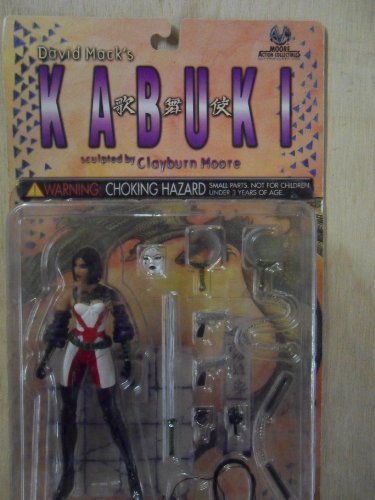 David Mack's
MOORE
ACTION COLLECTIBLES
KABUKI
歌舞伎
sculpted by Clayburn Moore
WARNING: CHOKING HAZARD SMALL PARTS. NOT FOR CHILDREN
UNDER 3 YEARS OF AGE.